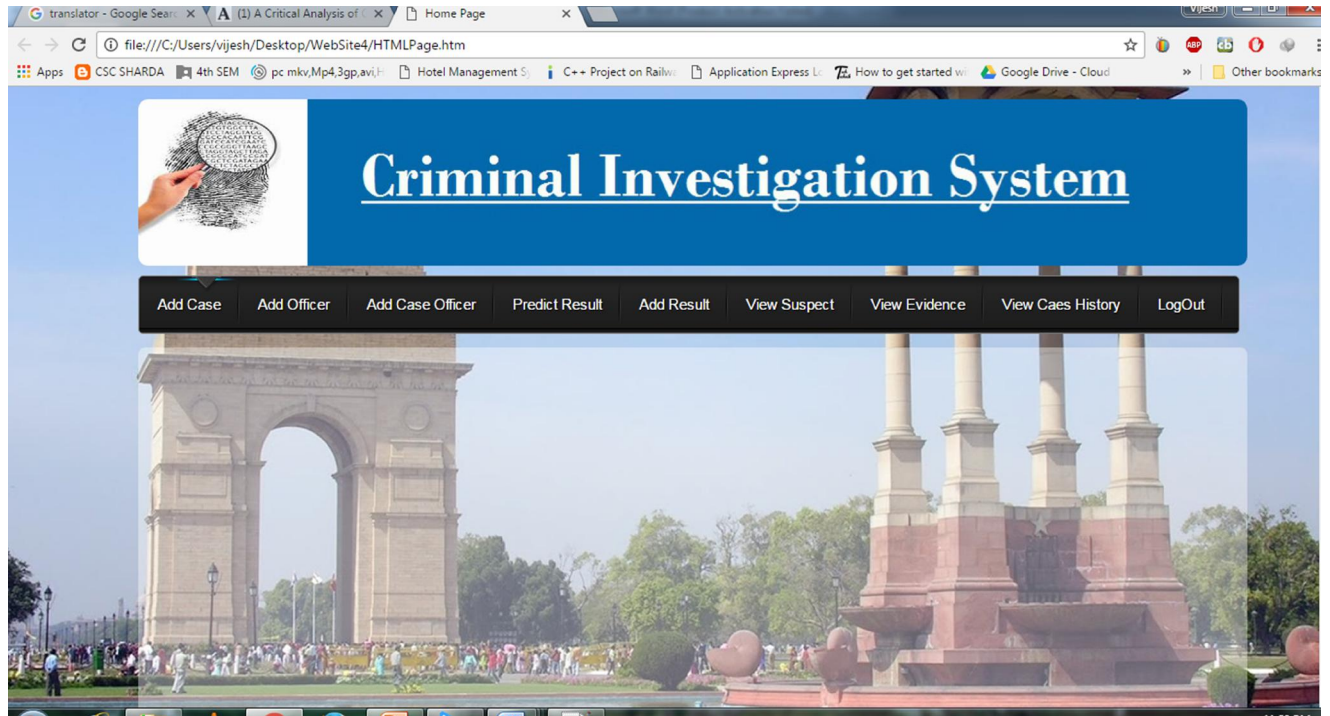 translator - Google Sear
(1) A Critical Analysis of
Home Page
Vijesh
file:///C:/Users/vijesh/Desktop/WebSite4/HTMLPage.htm
ABP
Apps
CSC SHARDA
4th SEM
pc mkv,Mp4,3gp,avi,H
Hotel Management S
C++ Project on Railw
Application Express L
How to get started w
Google Drive - Cloud
»
Other bookmarks
Criminal Investigation System
Add Case
Add Officer
Add Case Officer
Predict Result
Add Result
View Suspect
View Evidence
View Caes History
LogOut